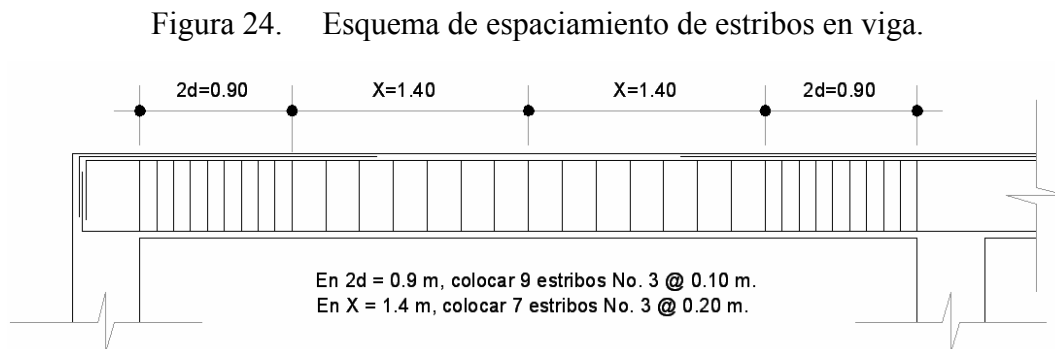 Figura 24. Esquema de espaciamiento de estribos en viga.
2d=0.90 X=1.40 X=1.40 2d=0.90
En 2d = 0.9 m, colocar 9 estribos No. 3 @ 0.10 m.
En X = 1.4 m, colocar 7 estribos No. 3 @ 0.20 m.